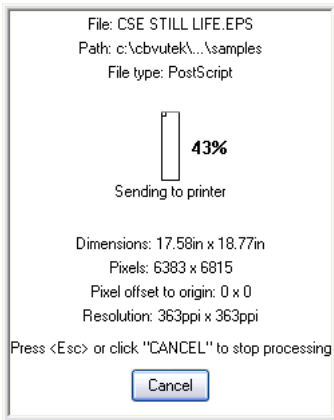 File: CSE STILL LIFE.EPS
Path: c:\cbvutek\...\samples
File type: PostScript
43%
Sending to printer
Dimensions: 17.58in x 18.77in
Pixels: 6383 x 6815
Pixel offset to origin: 0 x 0
Resolution: 363ppi x 363ppi
Press <Esc> or click "CANCEL" to stop processing
Cancel